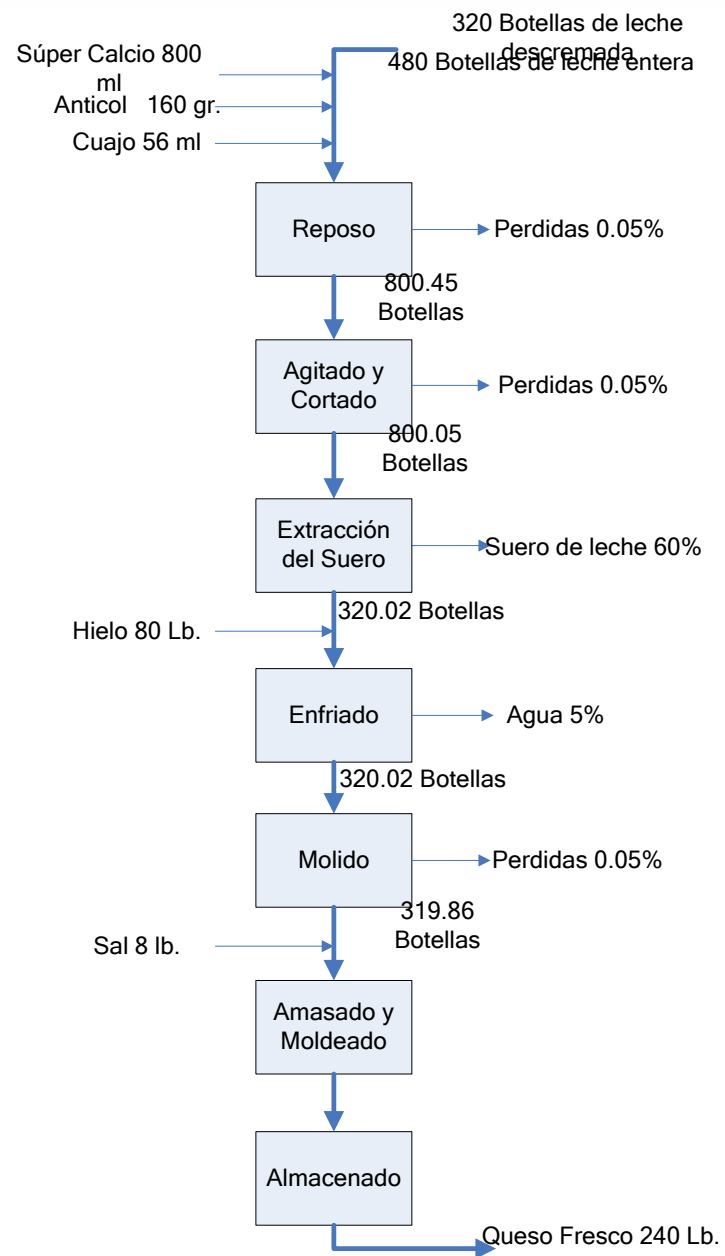 320 Botellas de leche
descremada
480 Botellas de leche entera
Súper Calcio 800
ml
Anticol 160 gr.
Cuajo 56 ml
Reposo
Perdidas 0.05%
800.45
Botellas
Agitado y
Cortado
Perdidas 0.05%
800.05
Botellas
Extracción
del Suero
Suero de leche 60%
320.02 Botellas
Hielo 80 Lb.
Enfriado
Agua 5%
320.02 Botellas
Molido
Perdidas 0.05%
319.86
Botellas
Sal 8 lb.
Amasado y
Moldeado
Almacenado
Queso Fresco 240 Lb.